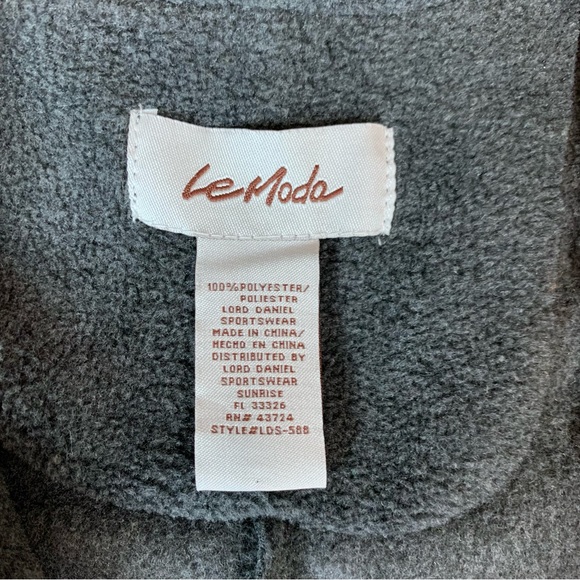 Le Moda
100%POLYESTER/
POLIESTER
LORD DANIEL
SPORTSWEAR
MADE IN CHINA/
HECHO EN CHINA
DISTRIBUTED BY
LORD DANIEL
SPORTSWEAR
SUNRISE
FL 33326
RN# 43724
STYLE#LDS-588